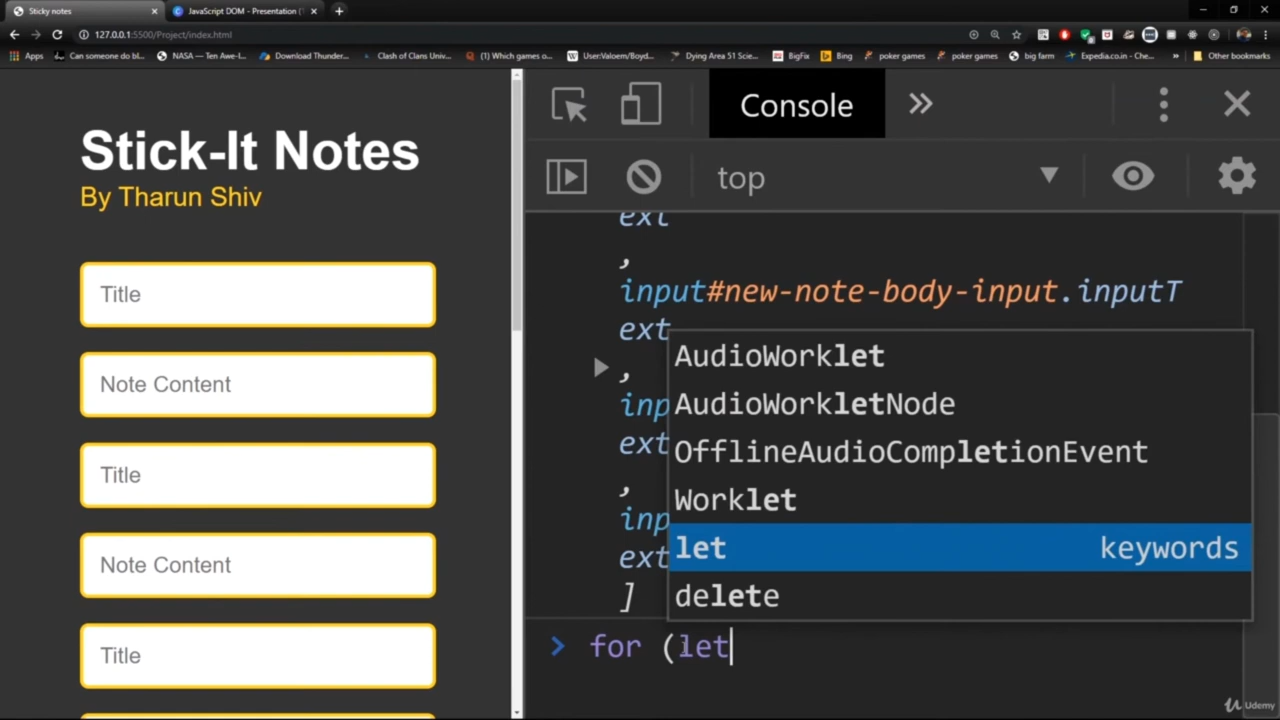 Sticky notes
JavaScript DOM - Presentation (1
127.0.0.1:5500/Project/index.html
Apps
Can someone do bl...
NASA — Ten Awe-I...
Download Thunder...
Clash of Clans Univ...
(1) Which games o...
User:Valoem/Boyd...
Dying Area 51 Scie...
BigFix
Bing
poker games
poker games
big farm
Expedia.co.in - Che...
Other bookmarks
Stick-It Notes
By Tharun Shiv
Title
Note Content
Title
Note Content
Title
Console
top
ext
,
input#new-note-body-input.inputT
ext
,
inp
ext
,
inp
ext
]
AudioWorklet
AudioWorkletNode
OfflineAudioCompletionEvent
Worklet
let keywords
delete
> for (let
Udemy